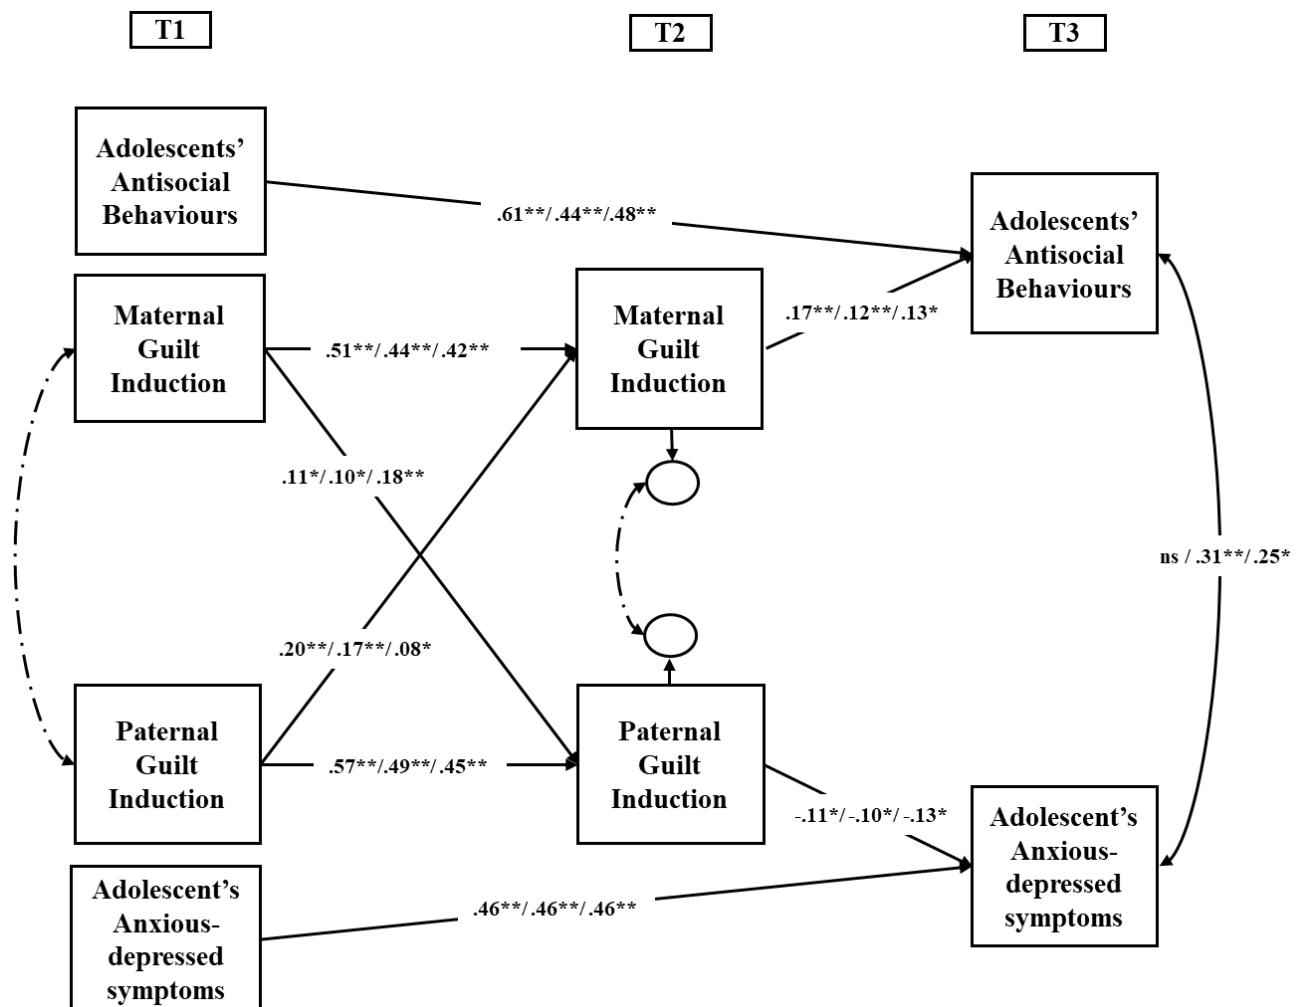 T1
T2
T3
Adolescents’
Antisocial
Behaviours
.61**/.44**/.48**
Adolescents’
Antisocial
Behaviours
Maternal
Guilt
Induction
.51**/.44**/.42**
Maternal
Guilt
Induction
.17**/.12**/.13*
.11*/.10*/.18**
ns / .31**/.25*
.20**/.17**/.08*
Paternal
Guilt
Induction
.57**/.49**/.45**
Paternal
Guilt
Induction
-.11*/-.10*/-.13*
Adolescent’s
Anxious-
depressed
symptoms
Adolescent’s
Anxious-
depressed
symptoms
.46**/.46**/.46**